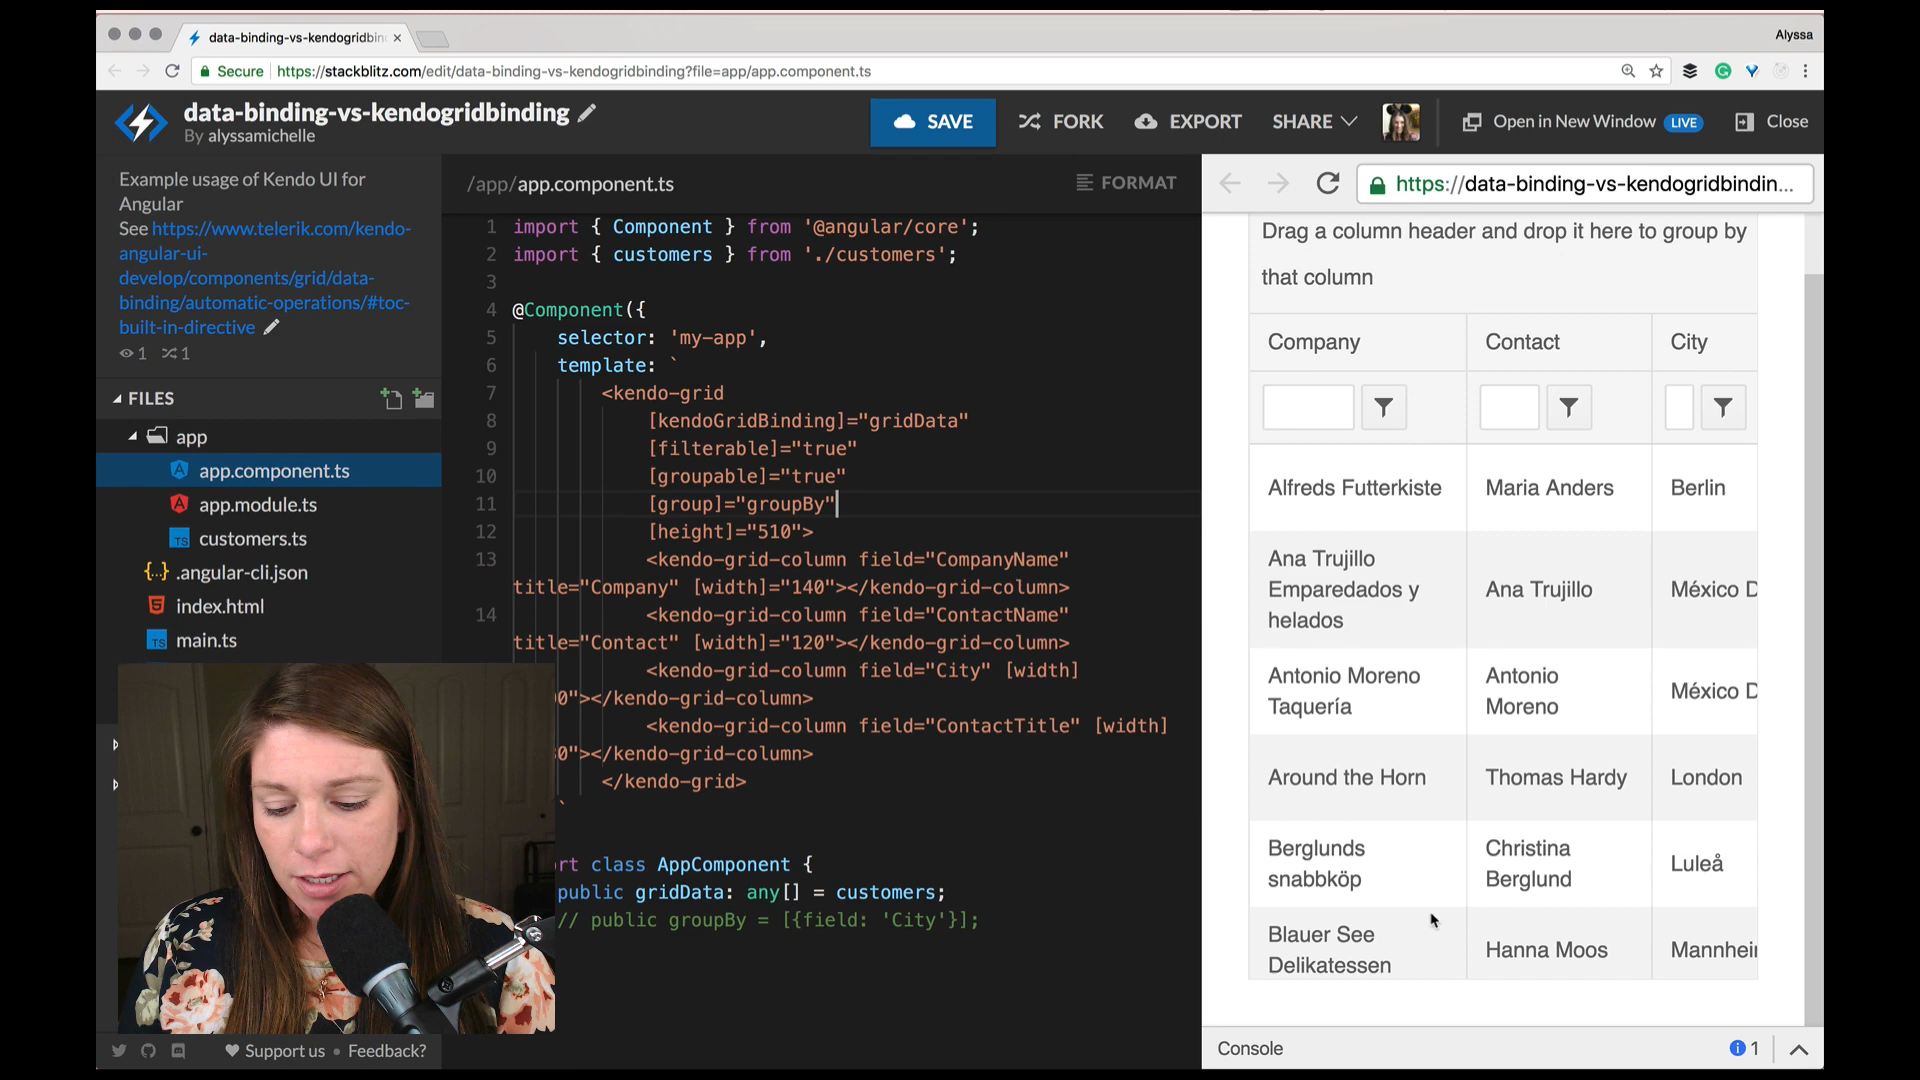 data-binding-vs-kendogridbin
Alyssa
Secure https://stackblitz.com/edit/data-binding-vs-kendogridbinding?file=app/app.component.ts
data-binding-vs-kendogridbinding
By alyssamichelle
SAVE
FORK
EXPORT
SHARE
Open in New Window LIVE
Close
Example usage of Kendo UI for
Angular
See https://www.telerik.com/kendo-
angular-ui-
develop/components/grid/data-
binding/automatic-operations/#toc-
built-in-directive
1 1
FILES
app
app.component.ts
app.module.ts
TS customers.ts
{..} .angular-cli.json
index.html
TS main.ts
Support us • Feedback?
/app/app.component.ts
FORMAT
1 import { Component } from '@angular/core';
2 import { customers } from './customers';
3
4 @Component({
5 selector: 'my-app',
6 template: `
7 <kendo-grid
8 [kendoGridBinding]="gridData"
9 [filterable]="true"
10 [groupable]="true"
11 [group]="groupBy"
12 [height]="510">
13 <kendo-grid-column field="CompanyName"
title="Company" [width]="140"></kendo-grid-column>
14 <kendo-grid-column field="ContactName"
title="Contact" [width]="120"></kendo-grid-column>
<kendo-grid-column field="City" [width]
0"></kendo-grid-column>
<kendo-grid-column field="ContactTitle" [width]
0"></kendo-grid-column>
</kendo-grid>
`
rt class AppComponent {
public gridData: any[] = customers;
// public groupBy = [{field: 'City'}];
https://data-binding-vs-kendogridbindin...
Drag a column header and drop it here to group by
that column
Company Contact City
Alfreds Futterkiste Maria Anders Berlin
Ana Trujillo
Emparedados y
helados
Ana Trujillo
México D
Antonio Moreno
Taquería
Antonio
Moreno
México D
Around the Horn Thomas Hardy London
Berglunds
snabbköp
Christina
Berglund
Luleå
Blauer See
Delikatessen
Hanna Moos
Mannhei
Console
1